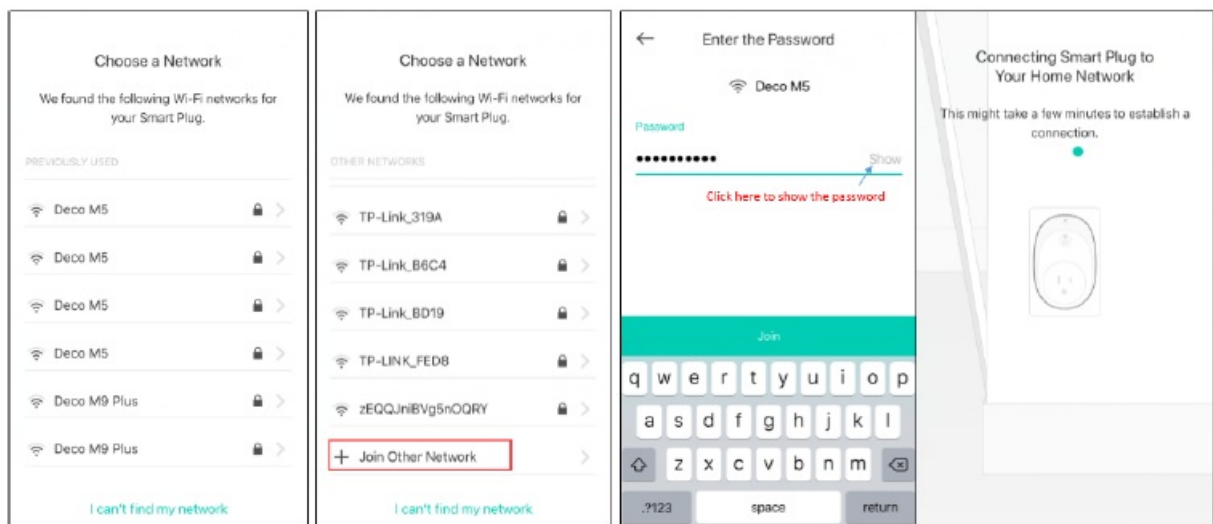 Choose a Network
We found the following Wi-Fi networks for
your Smart Plug.
PREVIOUSLY USED
Deco M5
Deco M5
Deco M5
Deco M5
Deco M9 Plus
Deco M9 Plus
I can't find my network
Choose a Network
We found the following Wi-Fi networks for
your Smart Plug.
OTHER NETWORKS
TP-Link_319A
TP-Link_B6C4
TP-Link_BD19
TP-LINK_FED8
zEQQJniBVg5nOQRY
+ Join Other Network
I can't find my network
← Enter the Password
Deco M5
Password
•••••••••• Show
Click here to show the password
Join
q w e r t y u i o p
a s d f g h j k l
z x c v b n m
.?123 space return
Connecting Smart Plug to
Your Home Network
This might take a few minutes to establish a
connection.